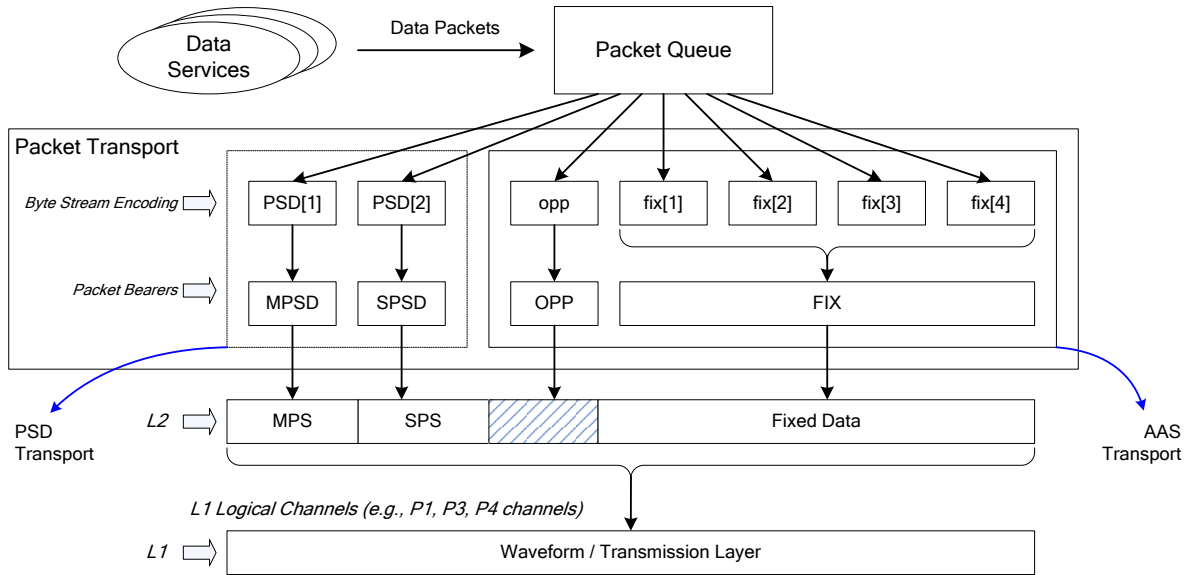 Data
Services
Data Packets
Packet Queue
Packet Transport
Byte Stream Encoding
PSD[1]
PSD[2]
opp
fix[1]
fix[2]
fix[3]
fix[4]
Packet Bearers
MPSD
SPSD
OPP
FIX
L2
MPS
SPS
Fixed Data
PSD
Transport
AAS
Transport
L1 Logical Channels (e.g., P1, P3, P4 channels)
L1
Waveform / Transmission Layer